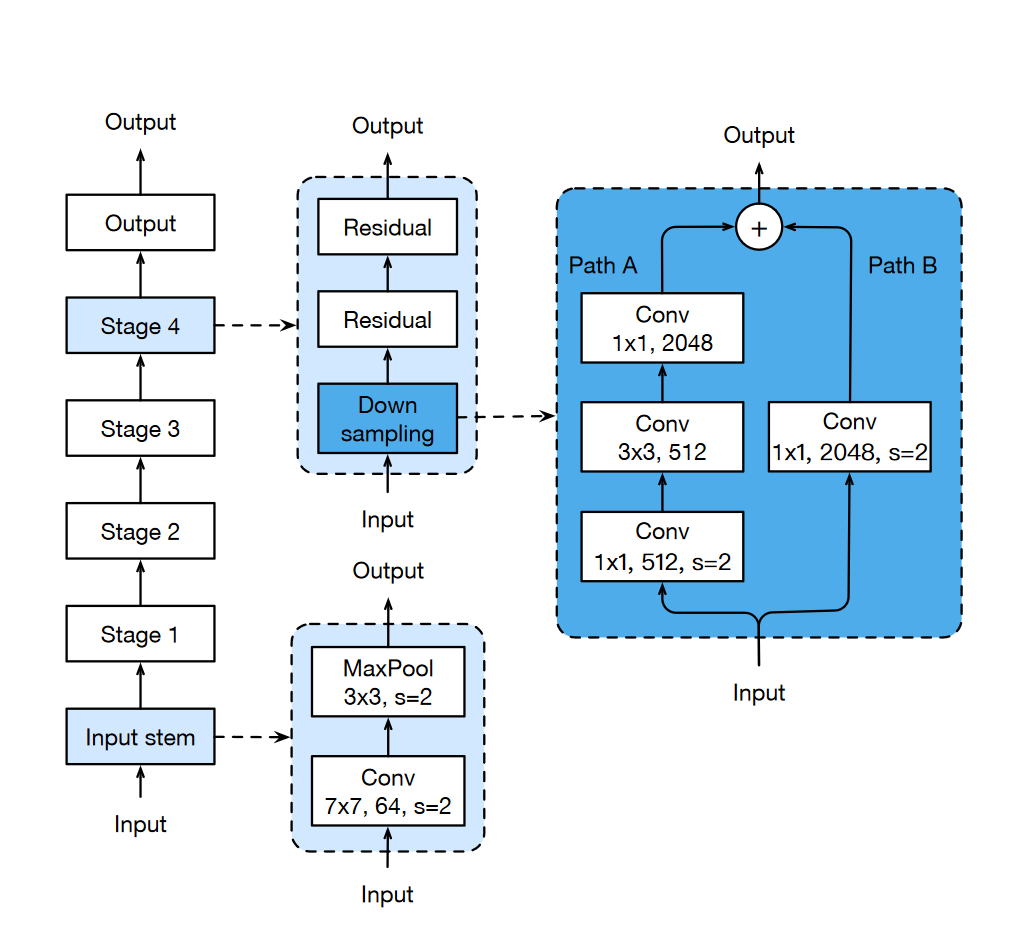 Output
Output
Stage 4
Stage 3
Stage 2
Stage 1
Input stem
Input
Output
Residual
Residual
Down
sampling
Input
Output
MaxPool
3x3, s=2
Conv
7x7, 64, s=2
Input
Output
+
Path A
Path B
Conv
1x1, 2048
Conv
3x3, 512
Conv
1x1, 512, s=2
Conv
1x1, 2048, s=2
Input